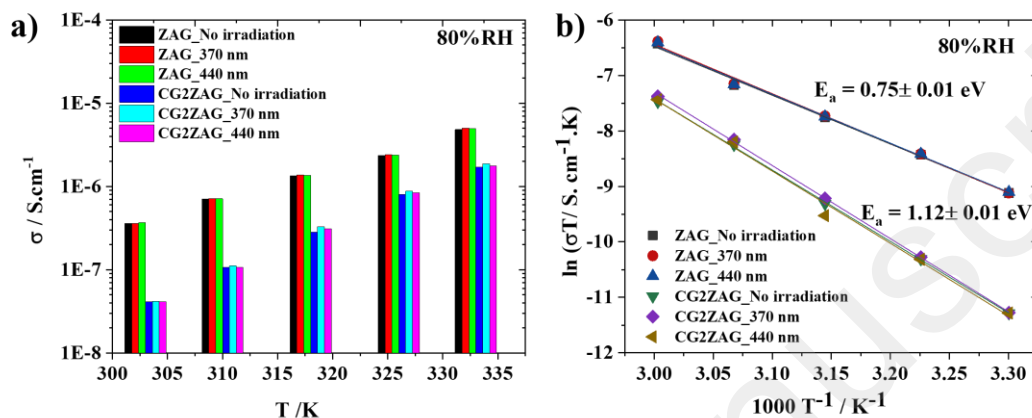 a)
80%RH
ZAG_No irradiation
ZAG_370 nm
ZAG_440 nm
CG2ZAG_No irradiation
CG2ZAG_370 nm
CG2ZAG_440 nm
σ / S.cm⁻¹
1E-4
1E-5
1E-6
1E-7
1E-8
300 305 310 315 320 325 330 335
T /K
b)
80%RH
Eₐ = 0.75± 0.01 eV
Eₐ = 1.12± 0.01 eV
ZAG_No irradiation
ZAG_370 nm
ZAG_440 nm
CG2ZAG_No irradiation
CG2ZAG_370 nm
CG2ZAG_440 nm
ln (σT/ S. cm⁻¹.K)
-6
-7
-8
-9
-10
-11
-12
3.00 3.05 3.10 3.15 3.20 3.25 3.30
1000 T⁻¹ / K⁻¹